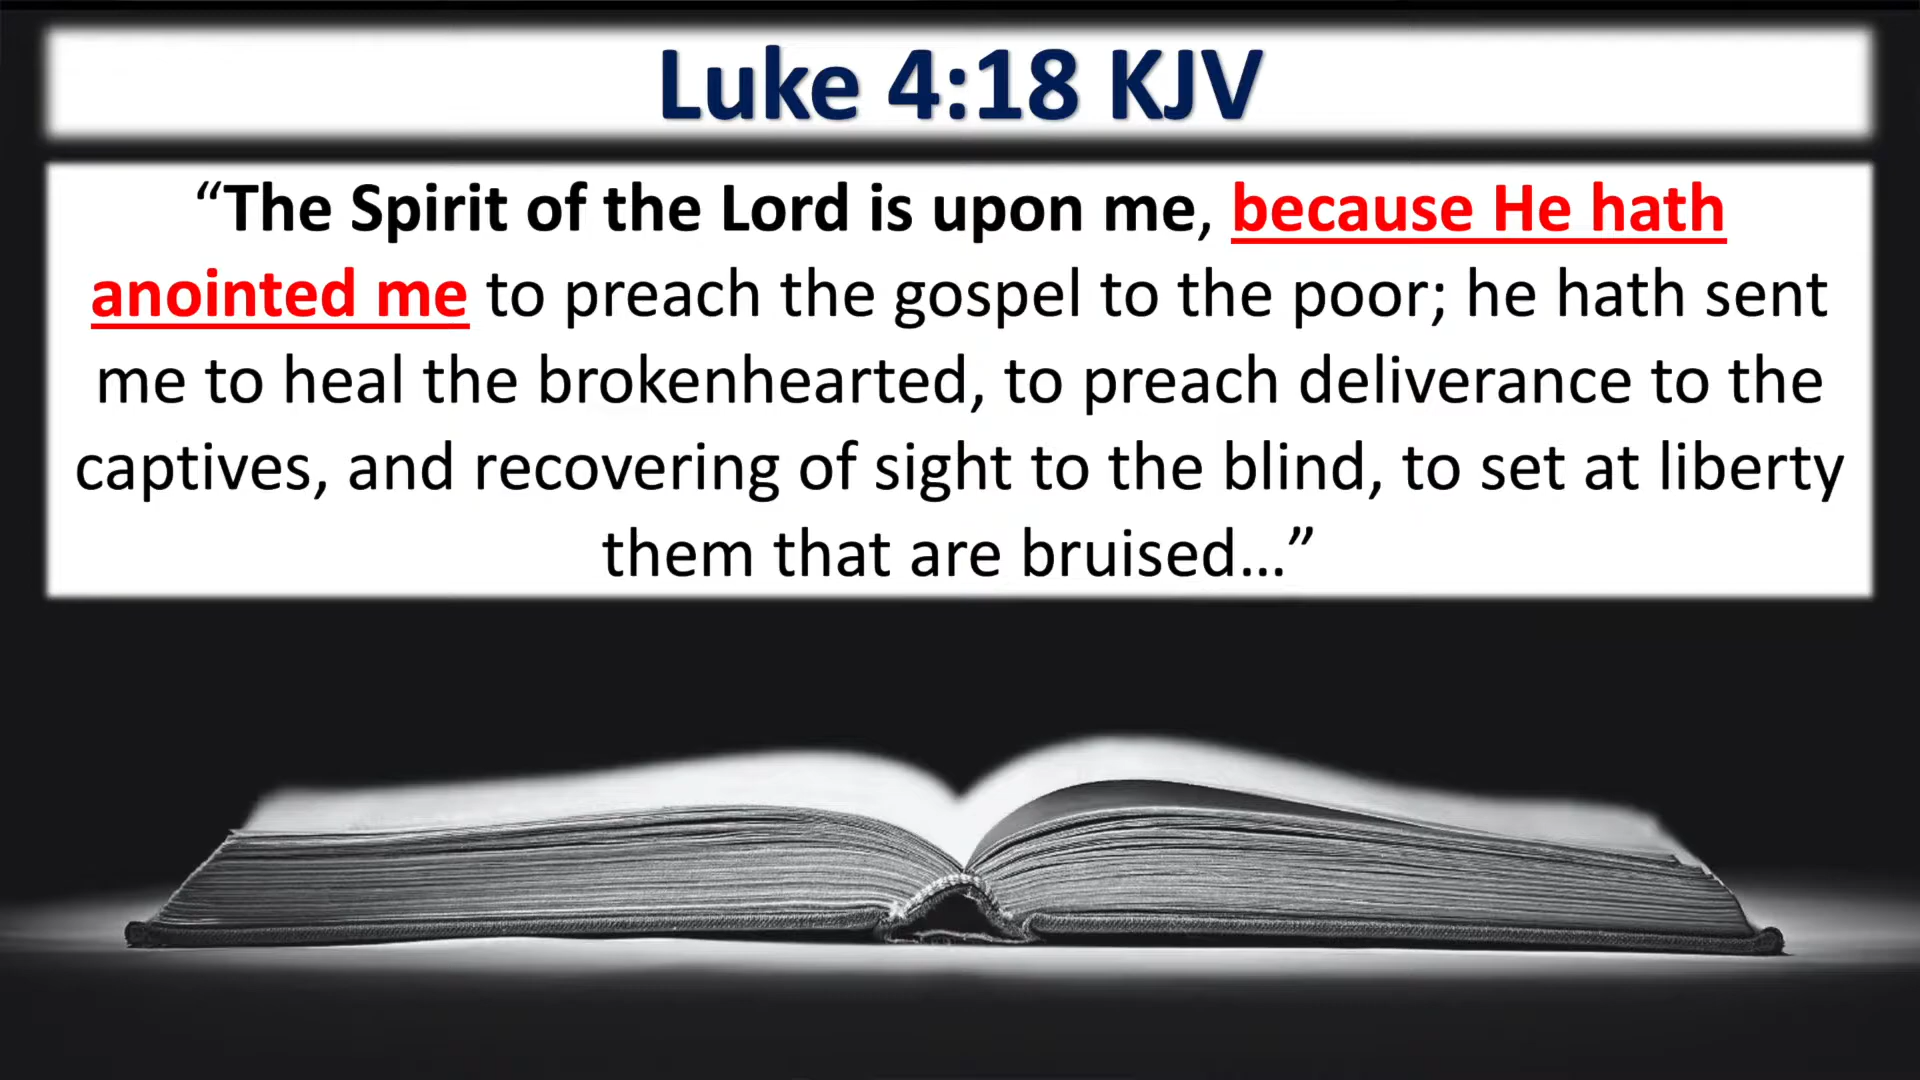 Luke 4:18 KJV
“The Spirit of the Lord is upon me, because He hath
anointed me to preach the gospel to the poor; he hath sent
me to heal the brokenhearted, to preach deliverance to the
captives, and recovering of sight to the blind, to set at liberty
them that are bruised…”